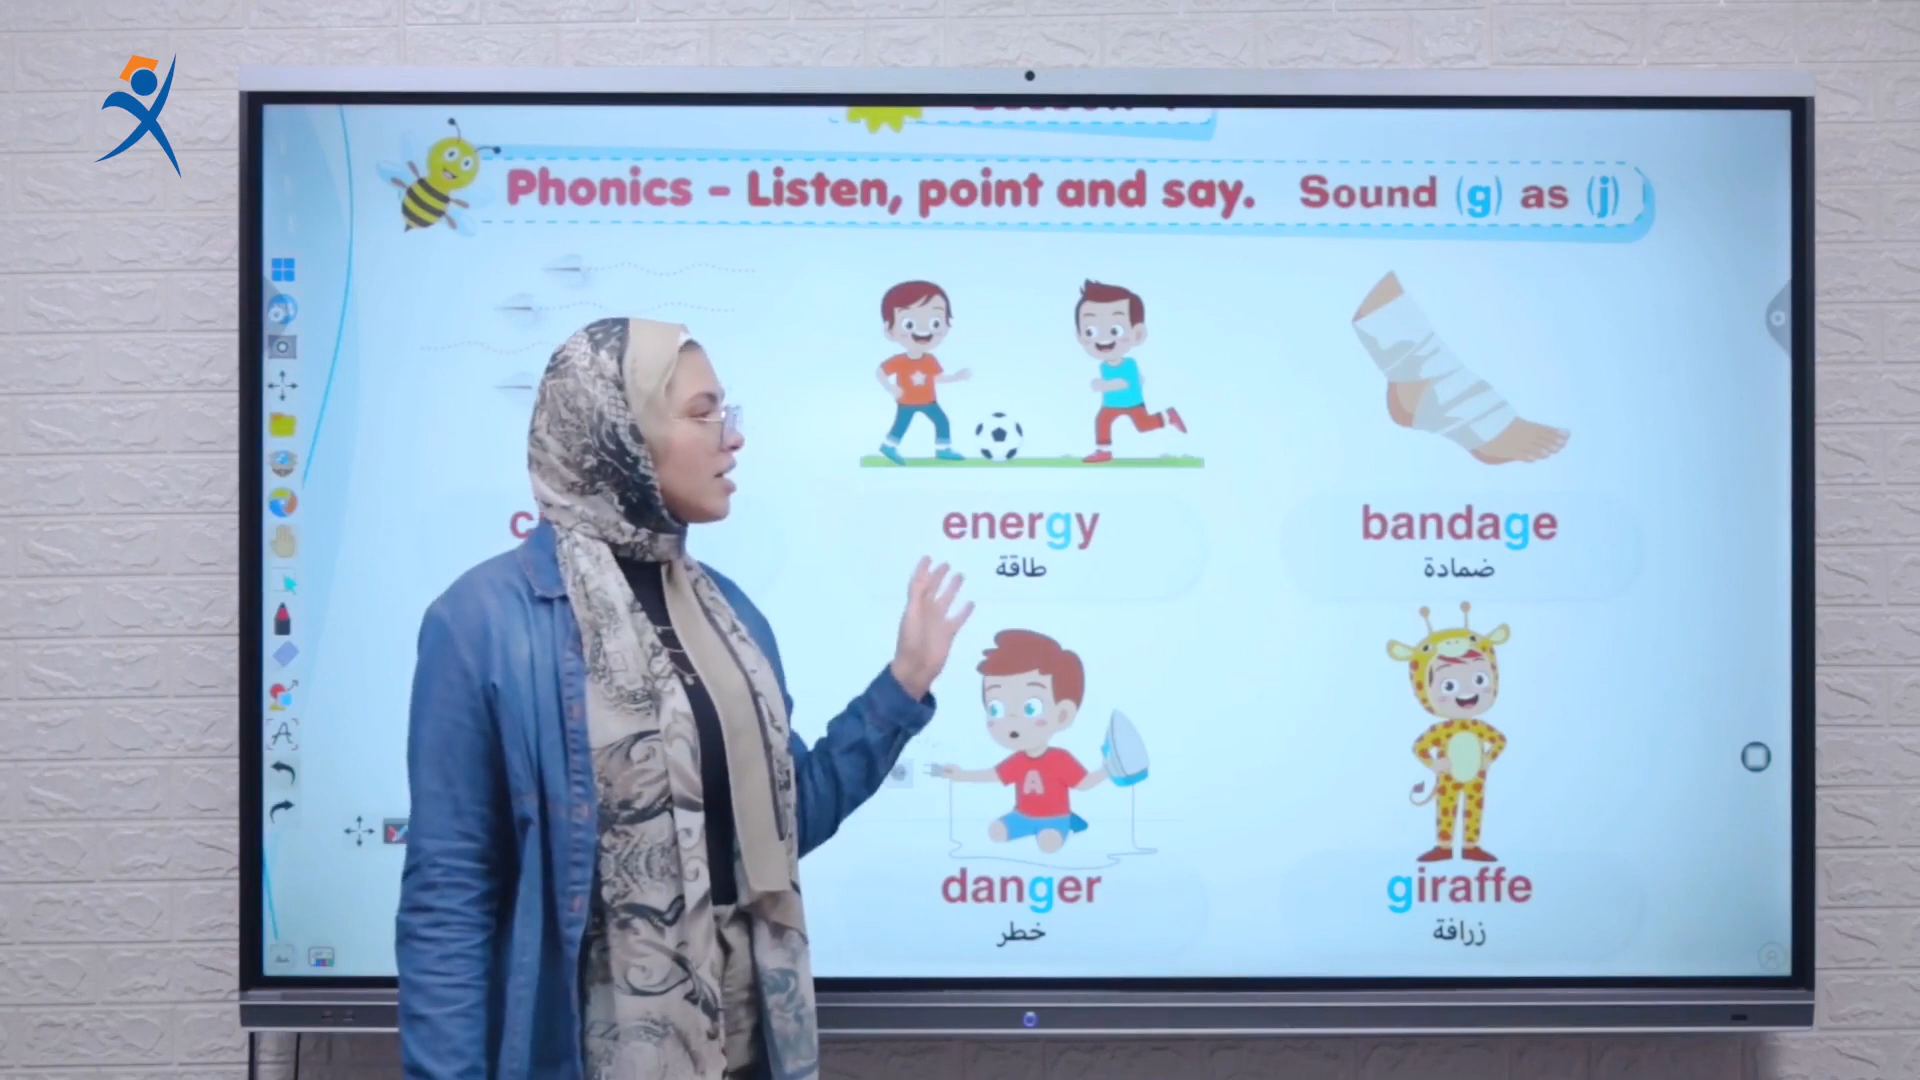 Phonics - Listen, point and say. Sound (g) as (j)
energy
طاقة
bandage
ضمادة
A
danger
خطر
giraffe
زرافة